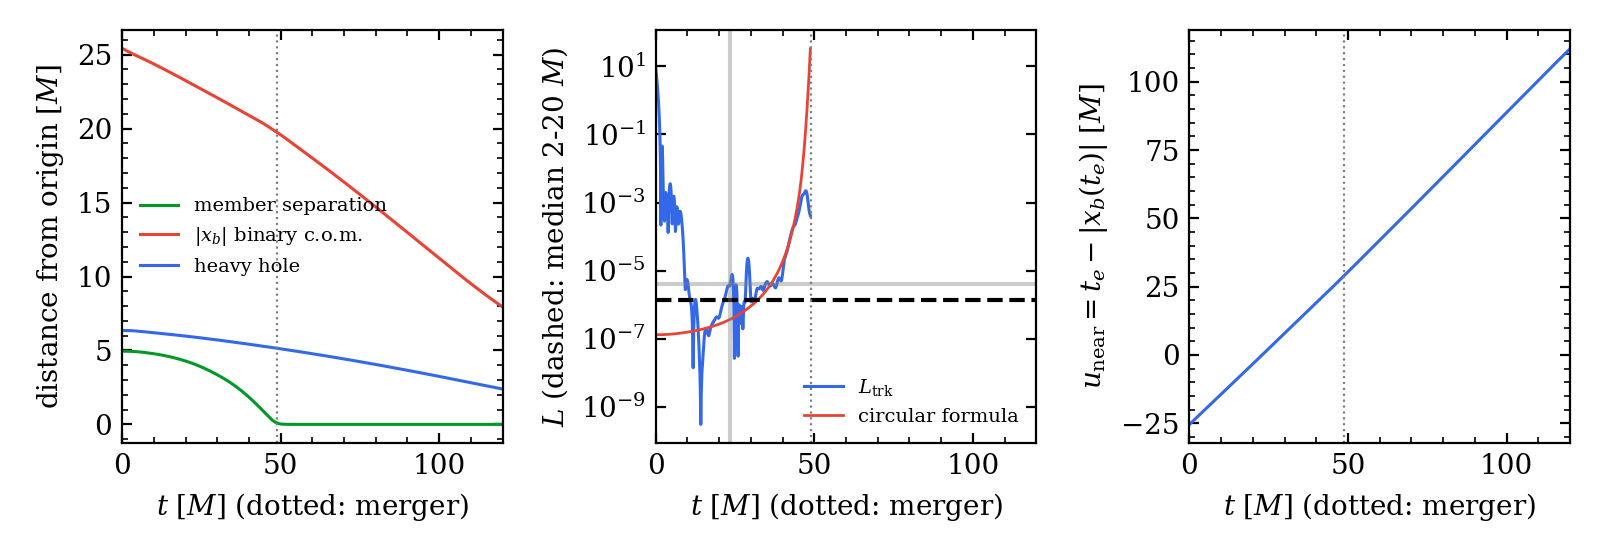 distance from origin [M]
25
20
15
10
5
0
member separation
|x_b| binary c.o.m.
heavy hole
0
50
100
t [M] (dotted: merger)
L (dashed: median 2-20 M)
10^1
10^−1
10^−3
10^−5
10^−7
10^−9
L_trk
circular formula
0
50
100
t [M] (dotted: merger)
u_near = t_e − |x_b(t_e)| [M]
100
75
50
25
0
−25
0
50
100
t [M] (dotted: merger)